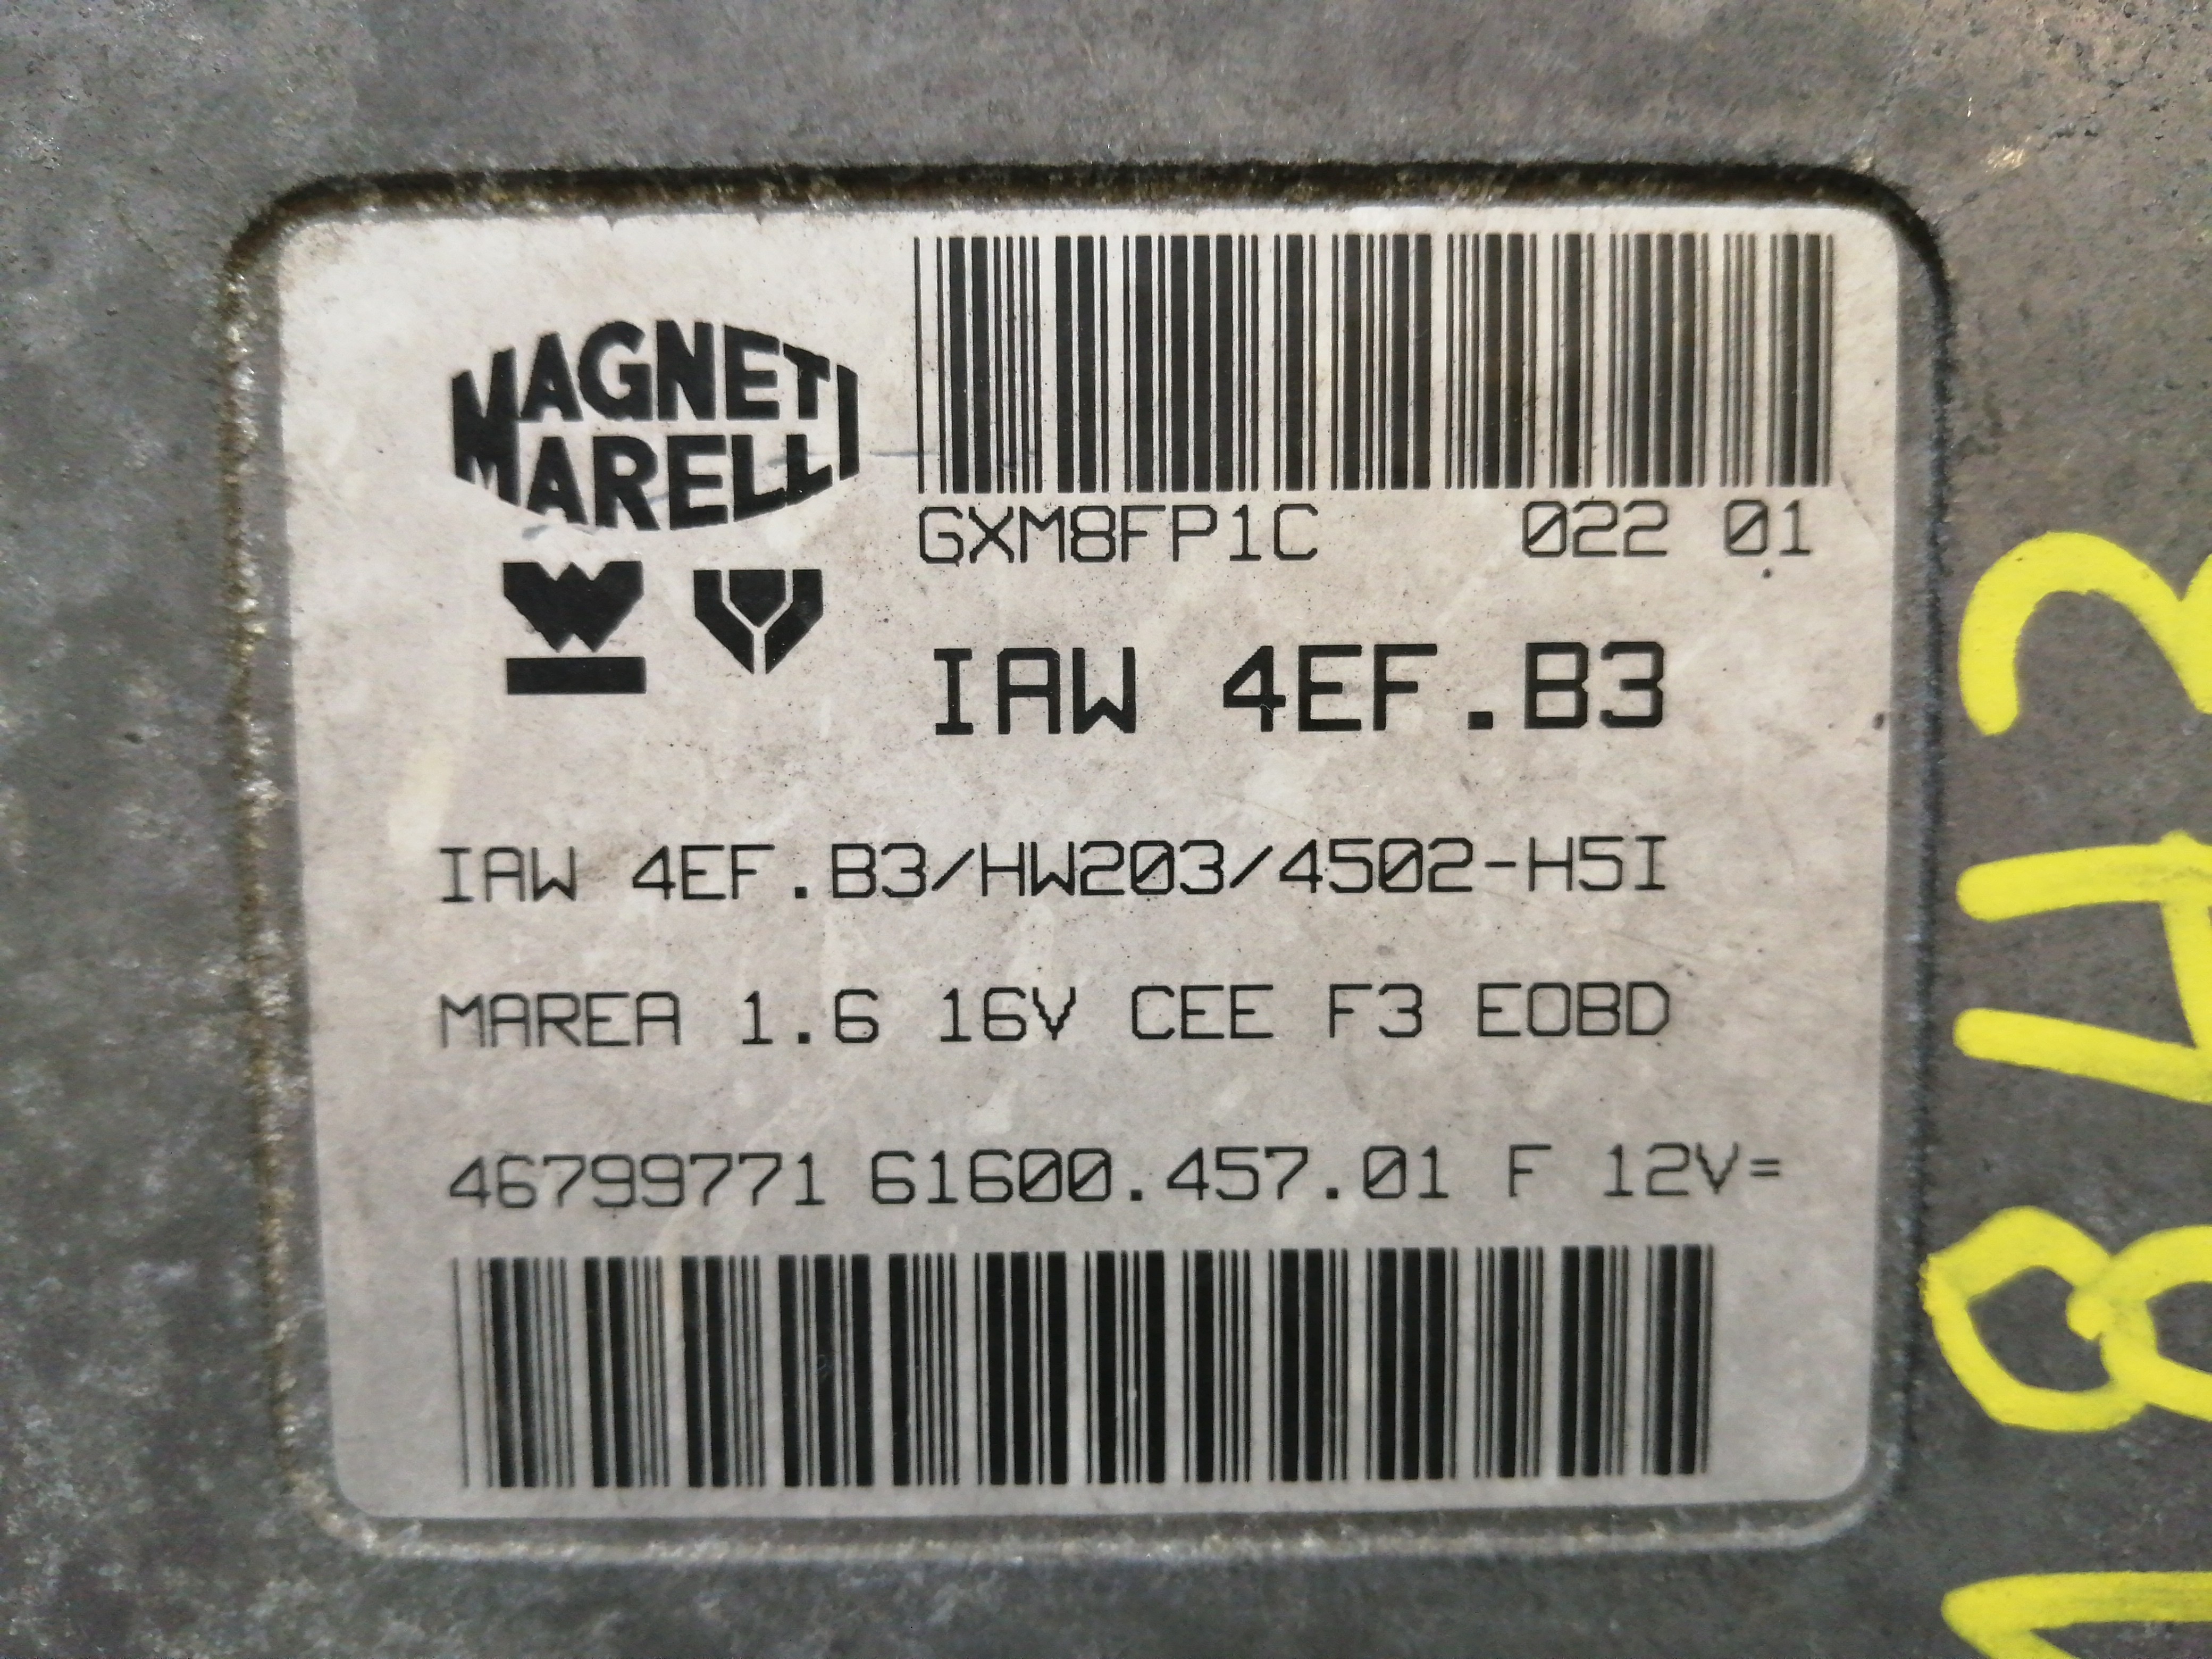 MAGNETI
MARELLI
GXM8FP1C 022 01
IAW 4EF.B3
IAW 4EF.B3/HW203/4502-H5I
MAREA 1.6 16V CEE F3 EOBD
46799771 61600.457.01 F 12V=